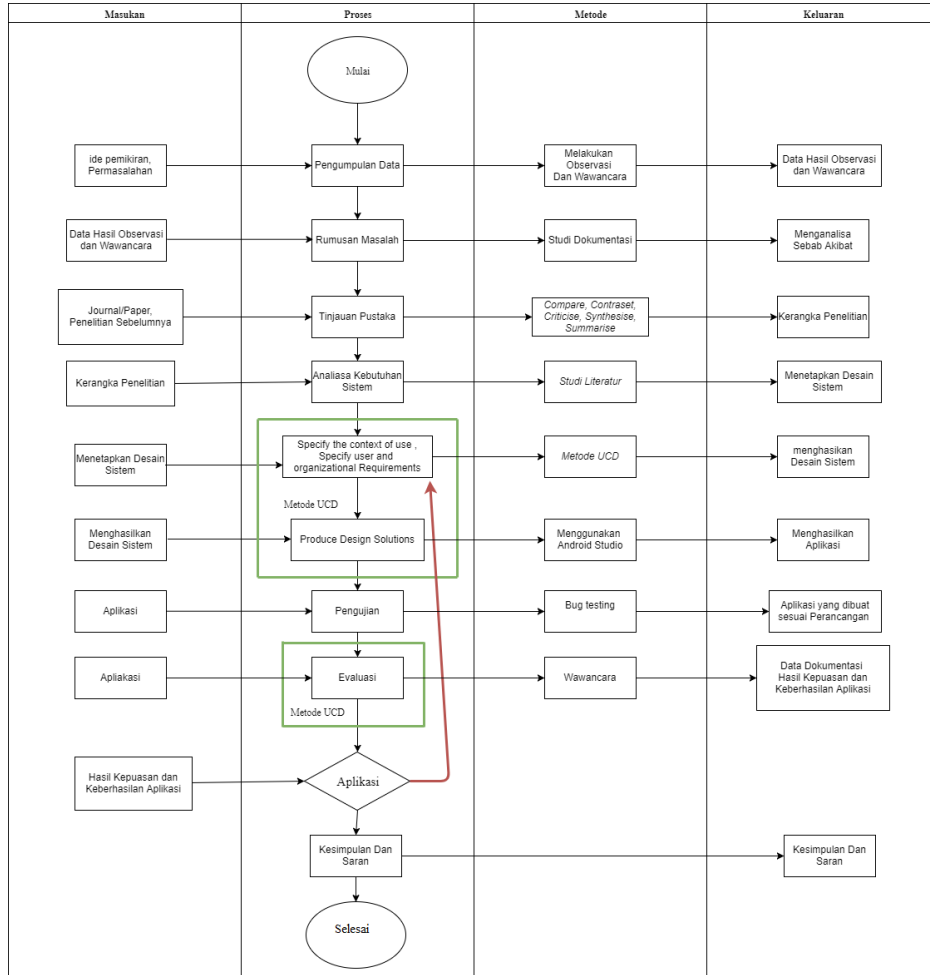 Masukan
Proses
Metode
Keluaran
Mulai
ide pemikiran,
Permasalahan
Pengumpulan Data
Melakukan
Observasi
Dan Wawancara
Data Hasil Observasi
dan Wawancara
Data Hasil Observasi
dan Wawancara
Rumusan Masalah
Studi Dokumentasi
Menganalisa
Sebab Akibat
Journal/Paper,
Penelitian Sebelumnya
Tinjauan Pustaka
Compare, Contraset,
Criticise, Synthesise,
Summarise
Kerangka Penelitian
Kerangka Penelitian
Analiasa Kebutuhan
Sistem
Studi Literatur
Menetapkan Desain
Sistem
Menetapkan Desain
Sistem
Specify the context of use ,
Specify user and
organizational Requirements
Metode UCD
menghasikan
Desain Sistem
Metode UCD
Menghasilkan
Desain Sistem
Produce Design Solutions
Menggunakan
Android Studio
Menghasilkan
Aplikasi
Aplikasi
Pengujian
Bug testing
Aplikasi yang dibuat
sesuai Perancangan
Apliakasi
Evaluasi
Wawancara
Data Dokumentasi
Hasil Kepuasan dan
Keberhasilan Aplikasi
Metode UCD
Hasil Kepuasan dan
Keberhasilan Aplikasi
Aplikasi
Kesimpulan Dan
Saran
Kesimpulan Dan
Saran
Selesai